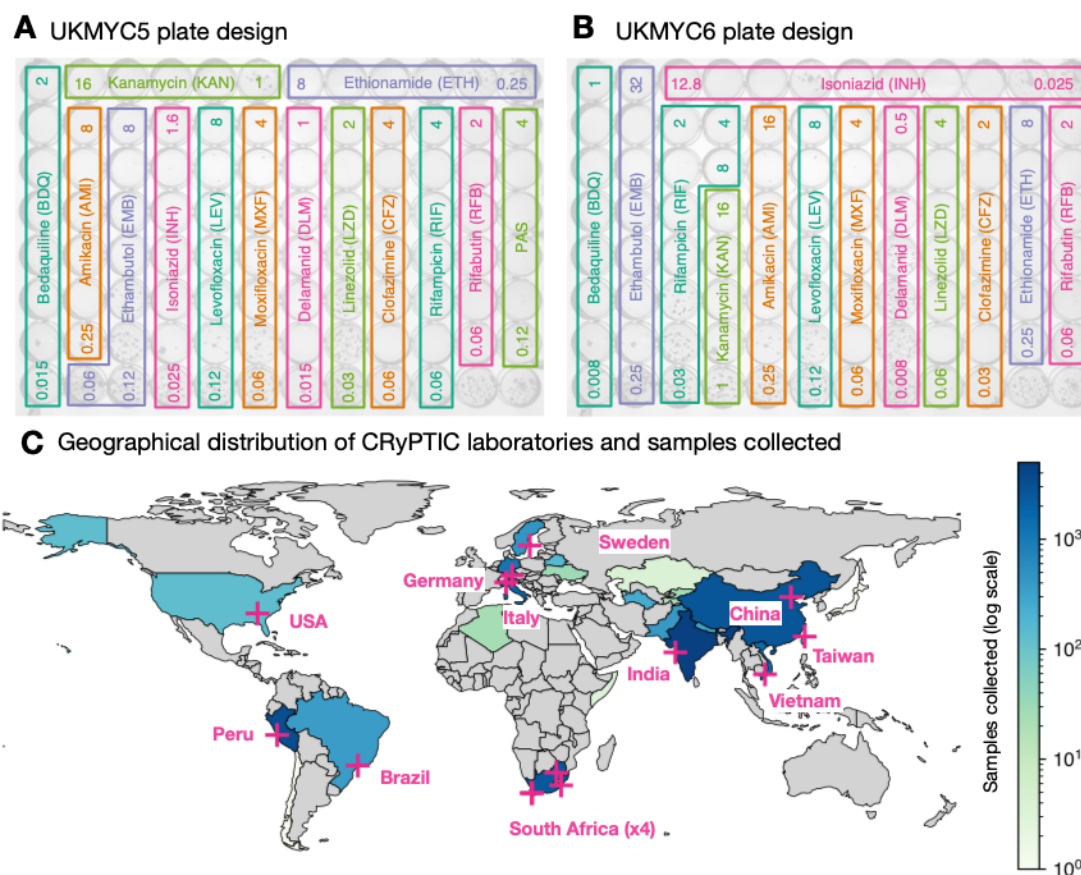 A UKMYC5 plate design
2
16 Kanamycin (KAN) 1
8 Ethionamide (ETH) 0.25
8
8
1.6
8
4
1
2
4
4
2
4
Bedaquiline (BDQ)
Amikacin (AMI)
Ethambutol (EMB)
Isoniazid (INH)
Levofloxacin (LEV)
Moxifloxacin (MXF)
Delamanid (DLM)
Linezolid (LZD)
Clofazimine (CFZ)
Rifampicin (RIF)
Rifabutin (RFB)
PAS
0.25
0.06
0.12
0.015
0.06
0.12
0.025
0.12
0.06
0.015
0.03
0.06
0.06
B UKMYC6 plate design
1
32
12.8 Isoniazid (INH) 0.025
2
4
8
16
16
8
4
0.5
4
2
8
2
Bedaquiline (BDQ)
Ethambutol (EMB)
Rifampicin (RIF)
Kanamycin (KAN)
Amikacin (AMI)
Levofloxacin (LEV)
Moxifloxacin (MXF)
Delamanid (DLM)
Linezolid (LZD)
Clofazimine (CFZ)
Ethionamide (ETH)
Rifabutin (RFB)
0.25
0.06
0.008
0.25
0.03
1
0.25
0.12
0.06
0.008
0.06
0.03
C Geographical distribution of CRyPTIC laboratories and samples collected
Sweden
Germany
Italy
USA
China
Taiwan
India
Vietnam
Peru
Brazil
South Africa (x4)
Samples collected (log scale)
10³
10²
10¹
10⁰